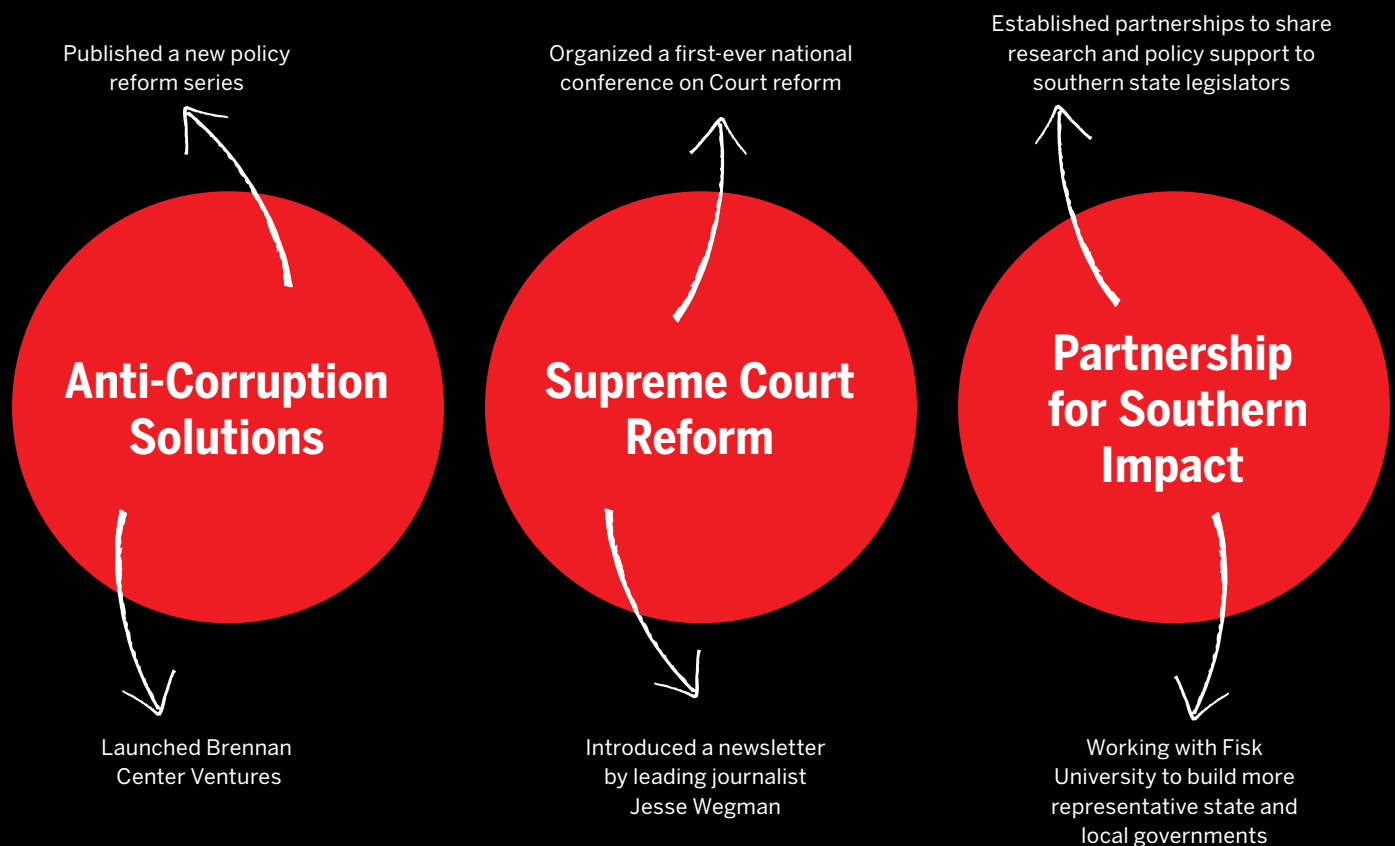 Published a new policy
reform series
Organized a first-ever national
conference on Court reform
Established partnerships to share
research and policy support to
southern state legislators
Anti-Corruption
Solutions
Supreme Court
Reform
Partnership
for Southern
Impact
Launched Brennan
Center Ventures
Introduced a newsletter
by leading journalist
Jesse Wegman
Working with Fisk
University to build more
representative state and
local governments